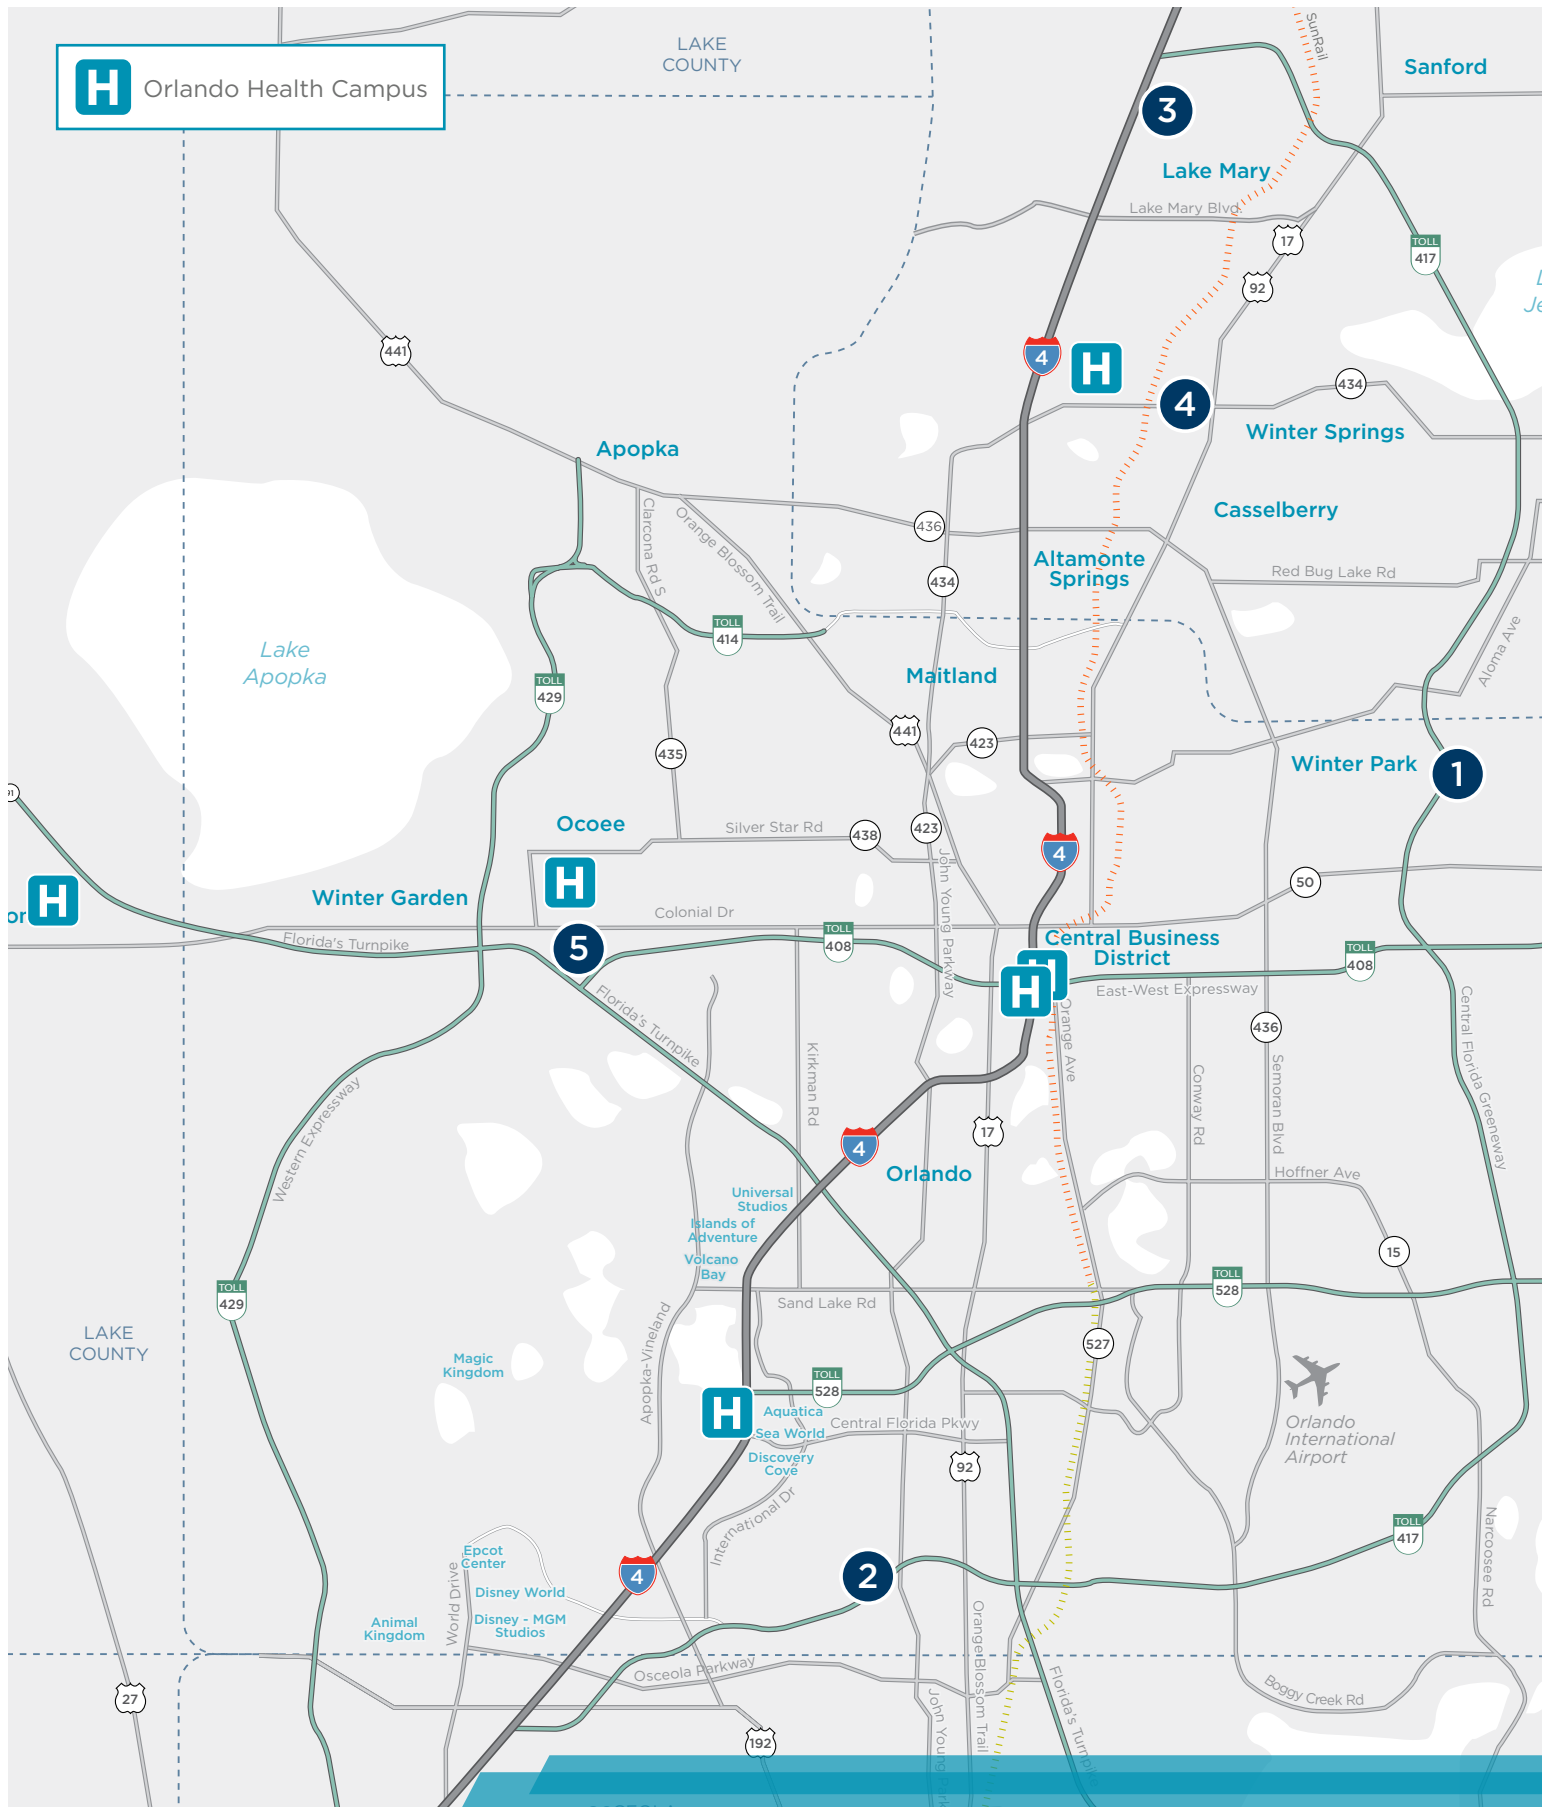 H Orlando Health Campus
LAKE
COUNTY
SunRail
Sanford
3
Lake Mary
Lake Mary Blvd.
17
TOLL
417
92
441
4
H
4
434
Winter Springs
Apopka
Casselberry
Clarcona Rd S
Orange Blossom Trail
436
Altamonte
Springs
434
Red Bug Lake Rd
TOLL
414
Aloma Ave
Lake
Apopka
Maitland
TOLL
429
441
423
435
Winter Park
1
Ocoee
Silver Star Rd
438
423
4
John Young Parkway
H
50
H
Winter Garden
Colonial Dr
Florida's Turnpike
5
TOLL
408
Central Business
District
H
H
TOLL
408
East-West Expressway
Florida's Turnpike
Orange Ave
436
Central Florida Greeneway
Kirkman Rd
Conway Rd
Semoran Blvd
Western Expressway
17
4
Orlando
Hoffner Ave
Universal
Studios
Islands of
Adventure
Volcano
Bay
15
TOLL
429
TOLL
528
Sand Lake Rd
LAKE
COUNTY
Apopka-Vineland
527
Magic
Kingdom
TOLL
528
H
Aquatica
Sea World
Central Florida Pkwy
Discovery
Cove
Orlando
International
Airport
92
International Dr
TOLL
417
Narcoosee Rd
Epcot
Center
4
2
World Drive
Disney World
Disney - MGM
Studios
Animal
Kingdom
Orange Blossom Trail
Osceola Parkway
Florida's Turnpike
Boggy Creek Rd
27
John Young Park
192